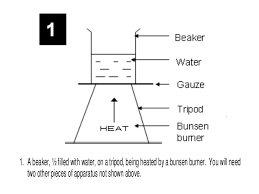 1
Beaker
Water
Gauze
Tripod
HEAT
Bunsen
burner
1. A beaker, ½ filled with water, on a tripod, being heated by a bunsen burner. You will need
two other pieces of apparatus not shown above.